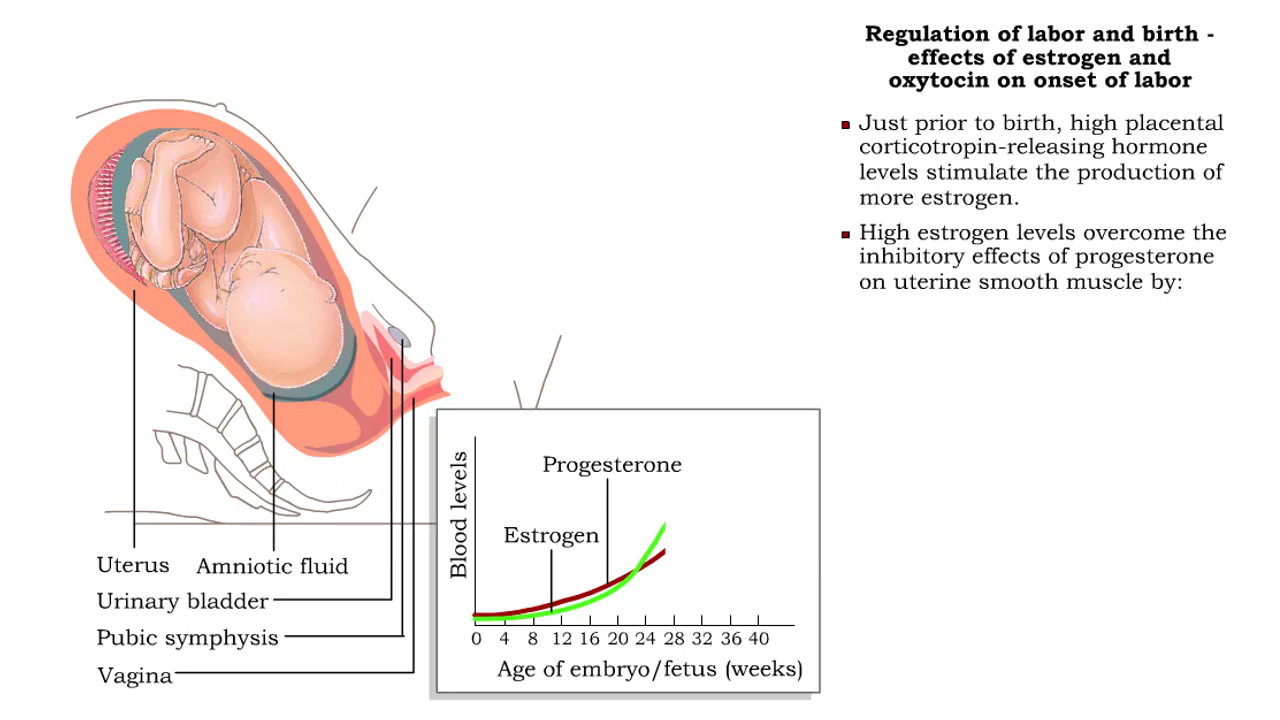 Regulation of labor and birth -
effects of estrogen and
oxytocin on onset of labor
Just prior to birth, high placental
corticotropin-releasing hormone
levels stimulate the production of
more estrogen.
High estrogen levels overcome the
inhibitory effects of progesterone
on uterine smooth muscle by:
Uterus
Amniotic fluid
Urinary bladder
Pubic symphysis
Vagina
Blood levels
Progesterone
Estrogen
0 4 8 12 16 20 24 28 32 36 40
Age of embryo/fetus (weeks)